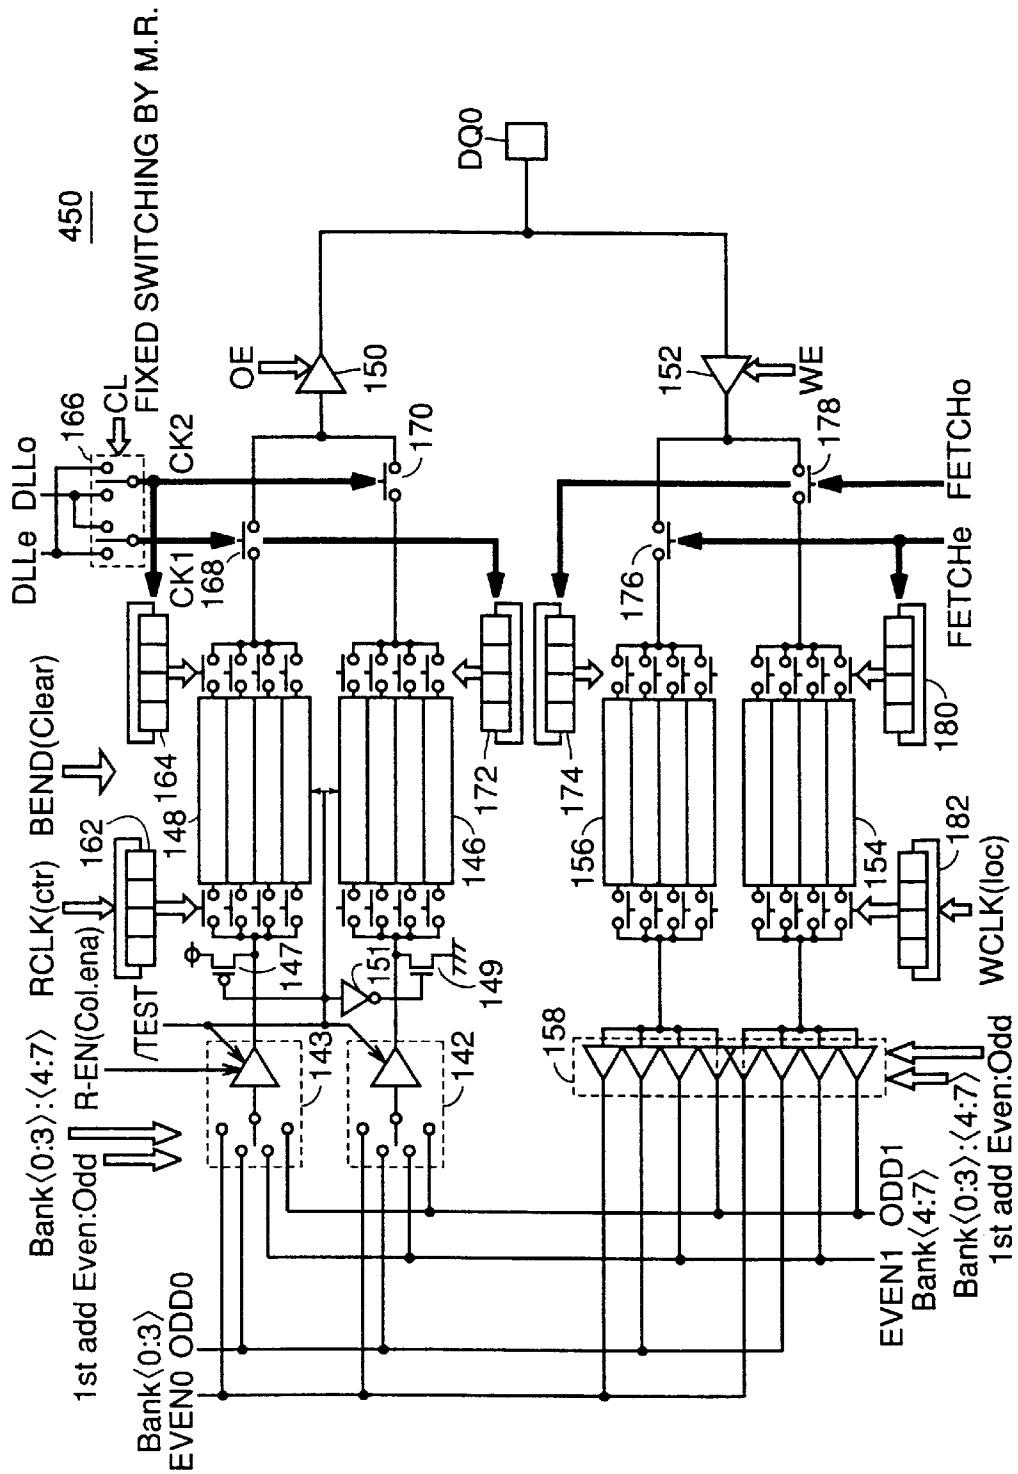 450
FIXED SWITCHING BY M.R.
CL
166
DLLe DLLo
CK2
CK1
168
170
OE
150
DQ0
152
WE
178
176
FETCHe FETCHo
BEND(Clear)
RCLK(ctr)
162
164
148
146
172
174
156
154
180
182
WCLK(loc)
R-EN(Col.ena)
/TEST
147
151
149
143
142
158
Bank⟨0:3⟩:⟨4:7⟩
1st add Even:Odd
Bank⟨0:3⟩
EVEN0 ODD0
EVEN1 ODD1
Bank⟨4:7⟩
Bank⟨0:3⟩:⟨4:7⟩
1st add Even:Odd